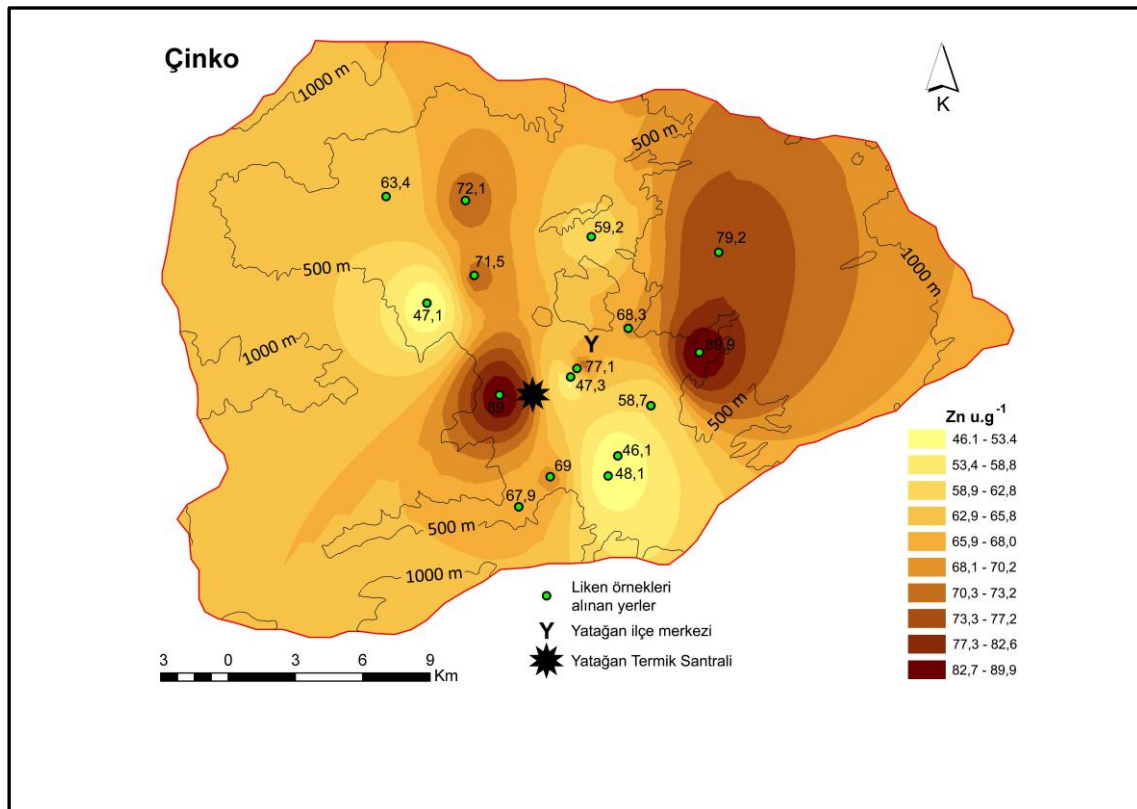 Çinko
K
1000 m
500 m
63,4
72,1
59,2
79,2
1000 m
500 m
71,5
47,1
68,3
Y
89,9
1000 m
77,1
47,3
89
58,7
500 m
46,1
48,1
69
67,9
500 m
1000 m
Zn u.g-1
46.1 - 53.4
53,4 - 58,8
58,9 - 62,8
62,9 - 65,8
65,9 - 68,0
68,1 - 70,2
70,3 - 73,2
73,3 - 77,2
77,3 - 82,6
82,7 - 89,9
Liken örnekleri
alınan yerler
Y Yatağan ilçe merkezi
Yatağan Termik Santrali
3 0 3 6 9
Km